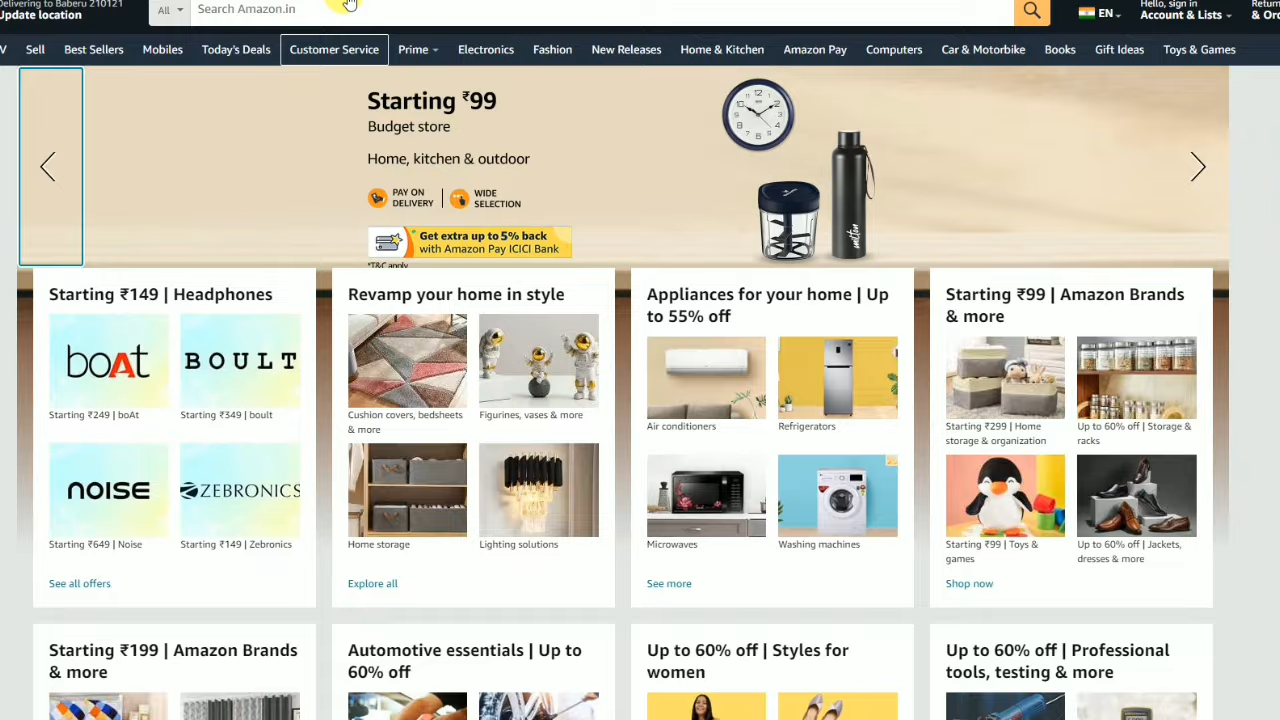 Delivering to Baberu 210121
Update location
All
Search Amazon.in
EN
Hello, sign in
Account & Lists
Return
& Or
Sell
Best Sellers
Mobiles
Today's Deals
Customer Service
Prime
Electronics
Fashion
New Releases
Home & Kitchen
Amazon Pay
Computers
Car & Motorbike
Books
Gift Ideas
Toys & Games
Starting ₹99
Budget store
Home, kitchen & outdoor
PAY ON
DELIVERY
WIDE
SELECTION
Get extra up to 5% back
with Amazon Pay ICICI Bank
*T&C apply
milton
Starting ₹149 | Headphones
boAt
BOULT
Starting ₹249 | boAt
Starting ₹349 | boult
NOISE
ZEBRONICS
Starting ₹649 | Noise
Starting ₹149 | Zebronics
See all offers
Revamp your home in style
Cushion covers, bedsheets
& more
Figurines, vases & more
Home storage
Lighting solutions
Explore all
Appliances for your home | Up
to 55% off
Air conditioners
Refrigerators
Microwaves
Washing machines
See more
Starting ₹99 | Amazon Brands
& more
Starting ₹299 | Home
storage & organization
Up to 60% off | Storage &
racks
Starting ₹99 | Toys &
games
Up to 60% off | Jackets,
dresses & more
Shop now
Starting ₹199 | Amazon Brands
& more
Automotive essentials | Up to
60% off
Up to 60% off | Styles for
women
Up to 60% off | Professional
tools, testing & more